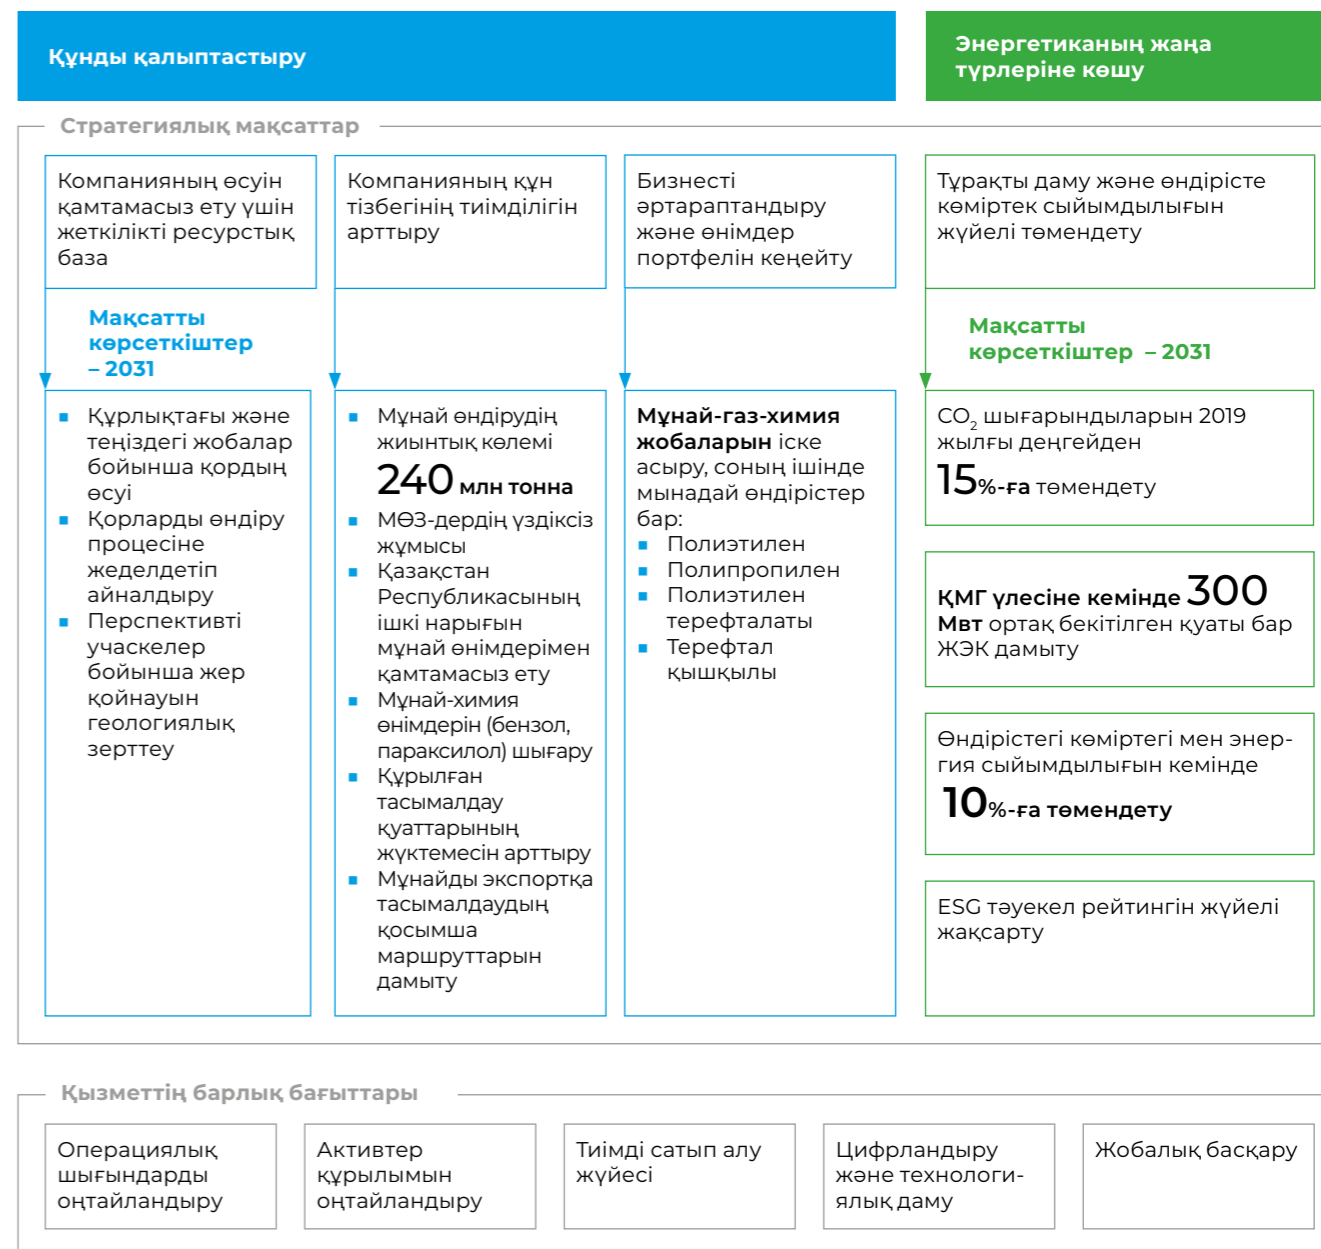 Құнды қалыптастыру
Энергетиканың жаңа
түрлеріне көшу
Стратегиялық мақсаттар
Компанияның өсуін
қамтамасыз ету үшін
жеткілікті ресурстық
база
Компанияның құн
тізбегінің тиімділігін
арттыру
Бизнесті
әртараптандыру
және өнімдер
портфелін кеңейту
Тұрақты даму және өндірісте
көміртек сыйымдылығын
жүйелі төмендету
Мақсатты
көрсеткіштер
– 2031
Мақсатты
көрсеткіштер – 2031
▪ Құрлықтағы және
теңіздегі жобалар
бойынша қордың
өсуі
▪ Қорларды өндіру
процесіне
жеделдетіп
айналдыру
▪ Перспективті
учаскелер
бойынша жер
қойнауын
геологиялық
зерттеу
▪ Мұнай өндірудің
жиынтық көлемі
240 млн тонна
▪ МӨЗ-дердің үздіксіз
жұмысы
▪ Қазақстан
Республикасының
ішкі нарығын
мұнай өнімдерімен
қамтамасыз ету
▪ Мұнай-химия
өнімдерін (бензол,
параксилол) шығару
▪ Құрылған
тасымалдау
қуаттарының
жүктемесін арттыру
▪ Мұнайды экспортқа
тасымалдаудың
қосымша
маршруттарын
дамыту
Мұнай-газ-химия
жобаларын іске
асыру, соның ішінде
мынадай өндірістер
бар:
▪ Полиэтилен
▪ Полипропилен
▪ Полиэтилен
терефталаты
▪ Терефтал
қышқылы
CO₂ шығарындыларын 2019
жылғы деңгейден
15%-ға төмендету
ҚМГ үлесіне кемінде 300
Мвт ортақ бекітілген қуаты бар
ЖЭК дамыту
Өндірістегі көміртегі мен энер-
гия сыйымдылығын кемінде
10%-ға төмендету
ESG тәуекел рейтингін жүйелі
жақсарту
Қызметтің барлық бағыттары
Операциялық
шығындарды
оңтайландыру
Активтер
құрылымын
оңтайландыру
Тиімді сатып алу
жүйесі
Цифрландыру
және технологи-
ялық даму
Жобалық басқару